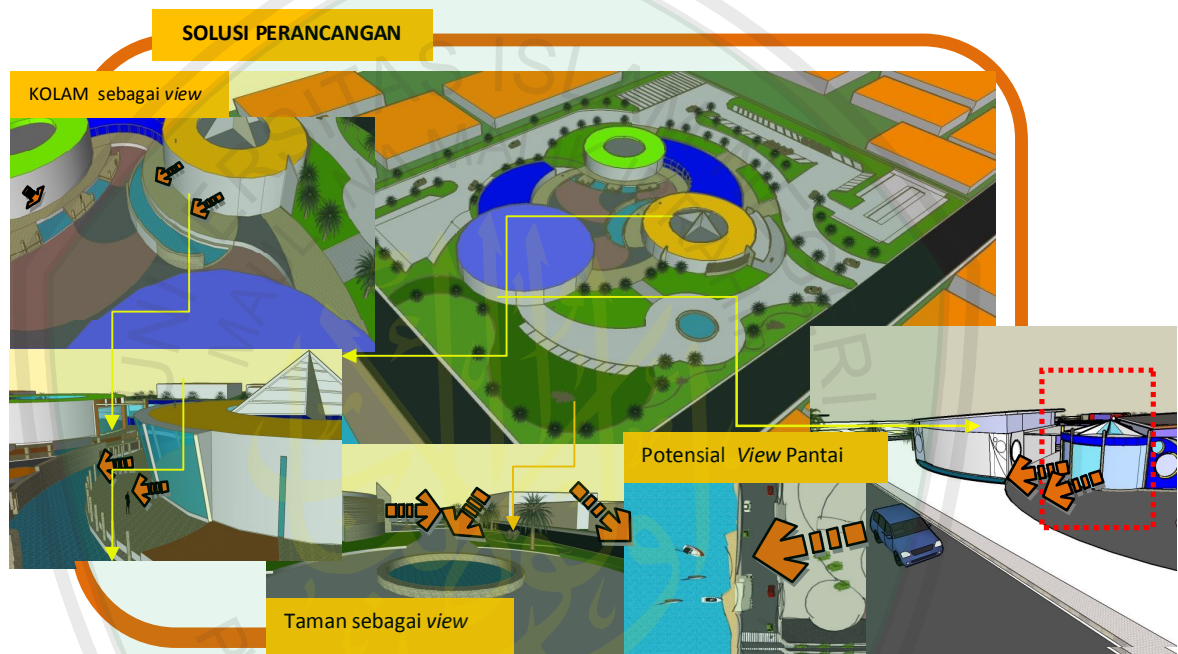 SOLUSI PERANCANGAN
KOLAM sebagai view
Potensial View Pantai
Taman sebagai view